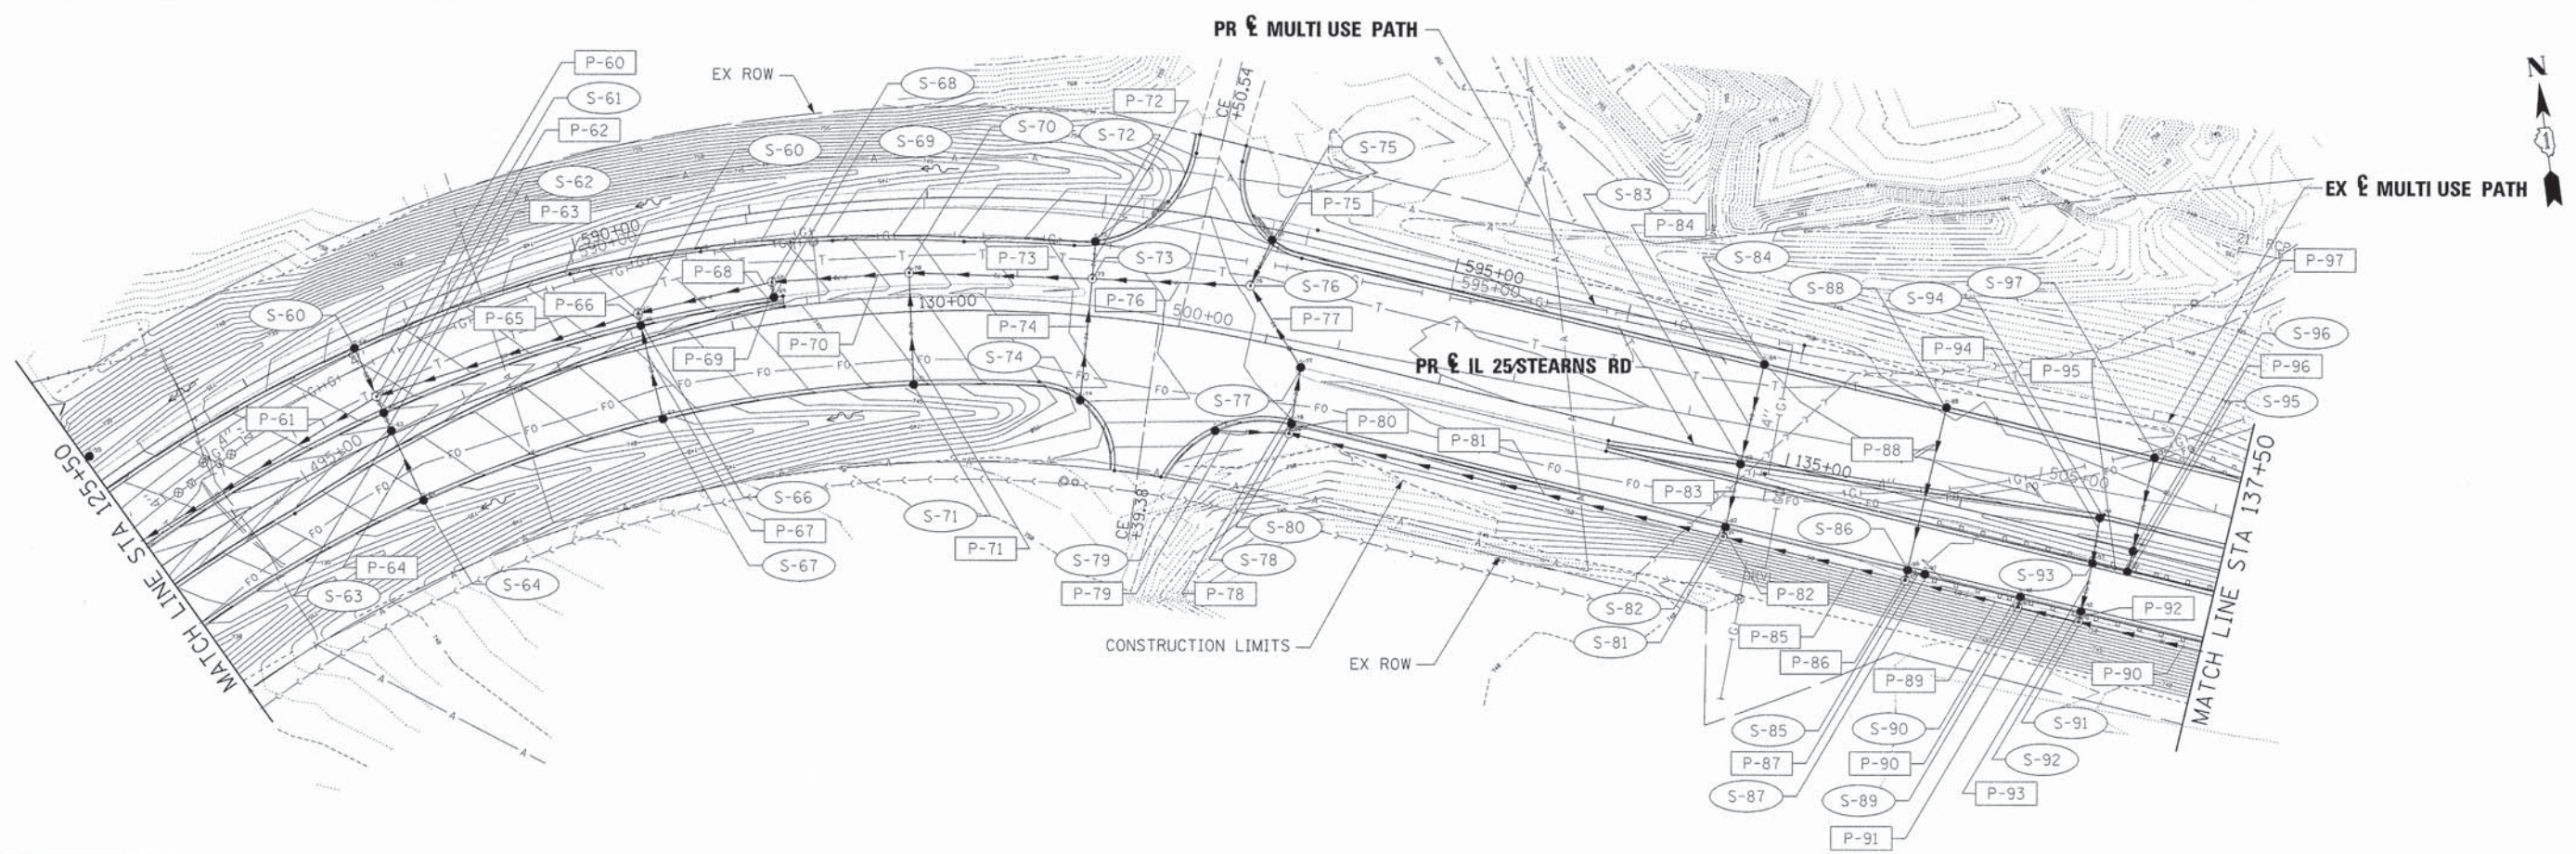 PR ℄ MULTI USE PATH
N
P-60
EX ROW
S-68
S-61
P-72
CE
+50.54
P-62
S-70
S-72
S-60
S-69
S-75
S-62
EX ℄ MULTI USE PATH
S-83
P-63
P-75
P-84
590+00
590+00
P-73
S-73
S-84
P-97
P-68
595+00
595+00
S-76
S-88
S-94
S-97
P-66
P-76
130+00
S-60
P-65
P-74
500+00
P-77
S-96
P-69
P-70
S-74
P-94
P-96
PR ℄ IL 25/STEARNS RD
P-95
S-77
S-95
P-61
P-80
P-81
P-88
495+00
135+00
505+00
P-83
S-66
S-71
S-80
S-86
P-67
P-71
CE
+39.38
S-79
S-78
S-67
P-64
S-64
S-93
S-63
P-79
P-78
S-82
P-82
P-92
CONSTRUCTION LIMITS
EX ROW
S-81
P-85
P-86
P-89
P-90
MATCH LINE STA 125+50
MATCH LINE STA 137+50
S-85
S-90
S-91
P-87
P-90
S-92
S-87
S-89
P-93
P-91